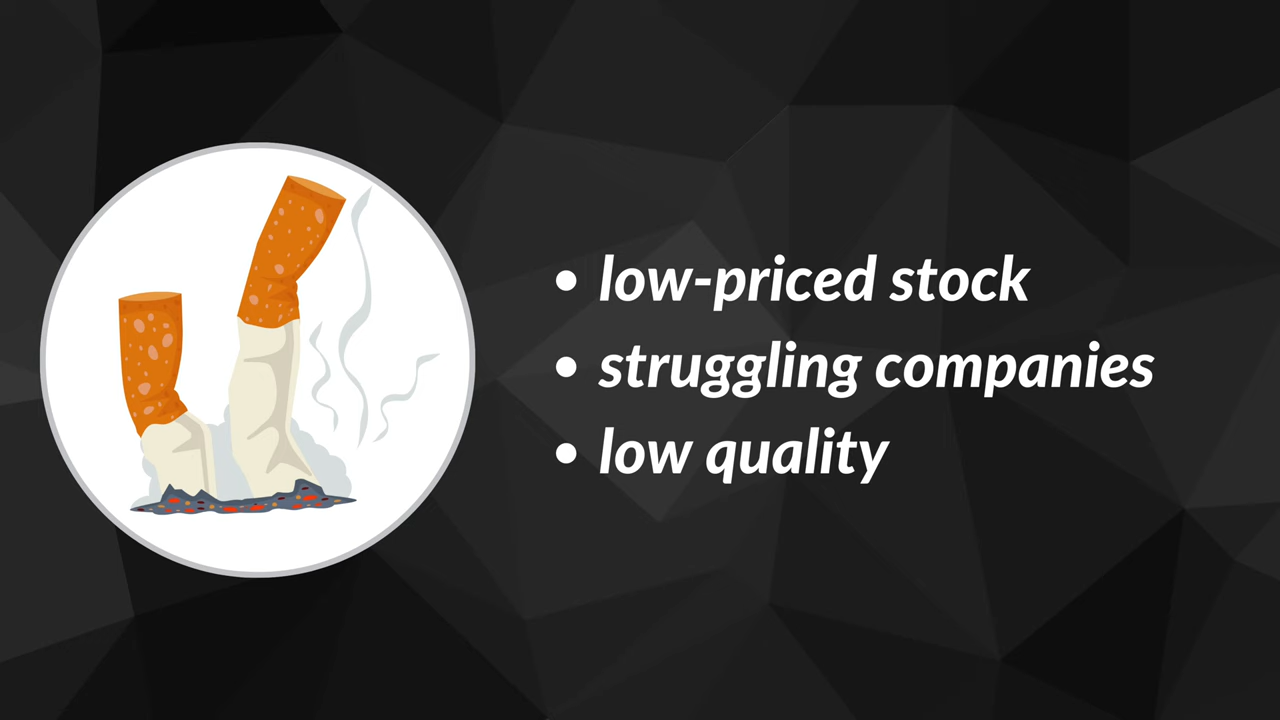 • low-priced stock
• struggling companies
• low quality